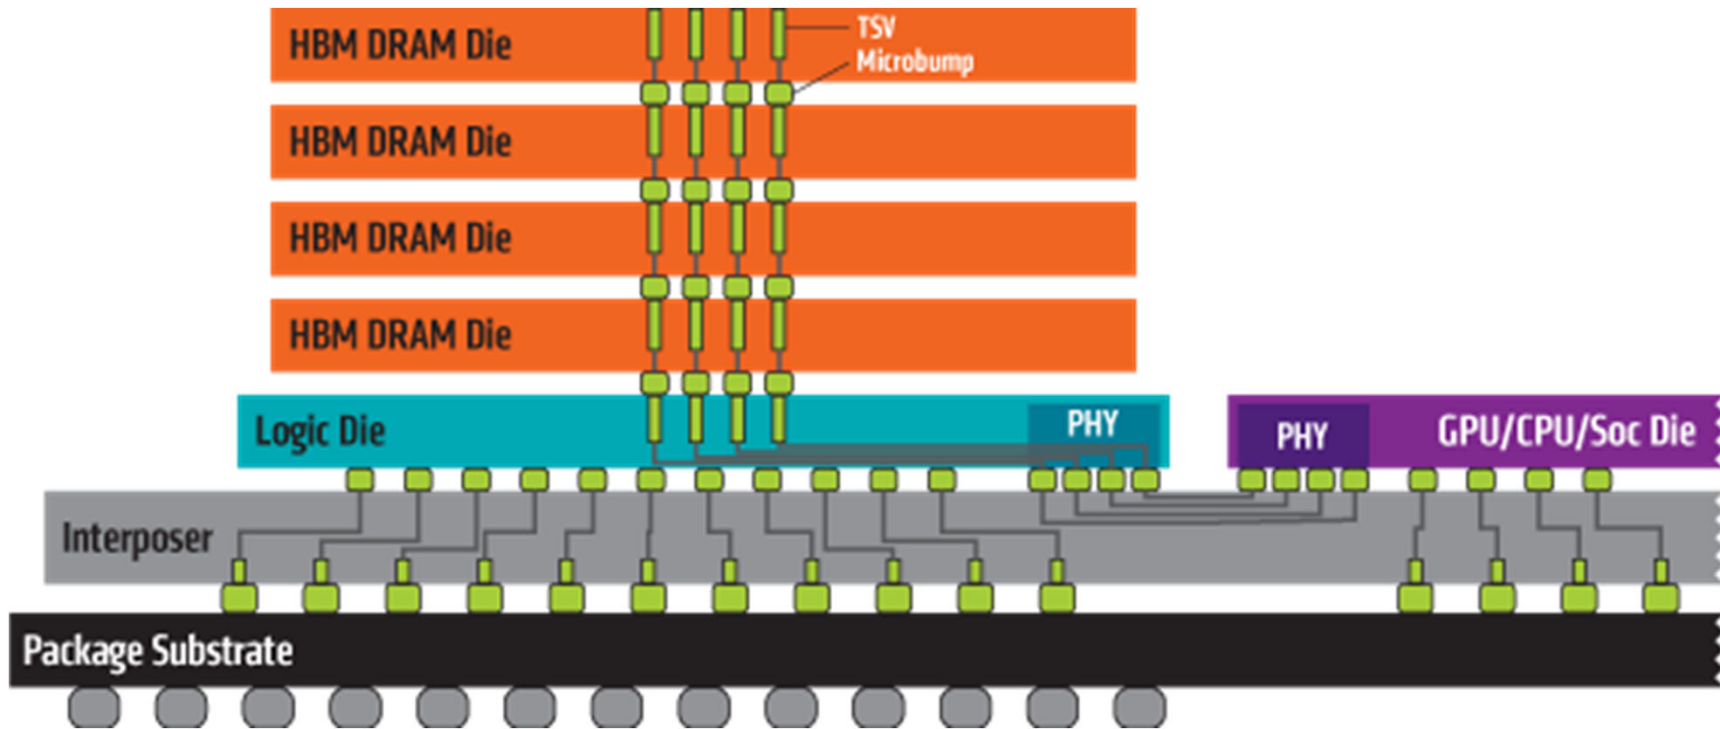 HBM DRAM Die
TSV
Microbump
HBM DRAM Die
HBM DRAM Die
HBM DRAM Die
Logic Die
PHY
PHY
GPU/CPU/Soc Die
Interposer
Package Substrate